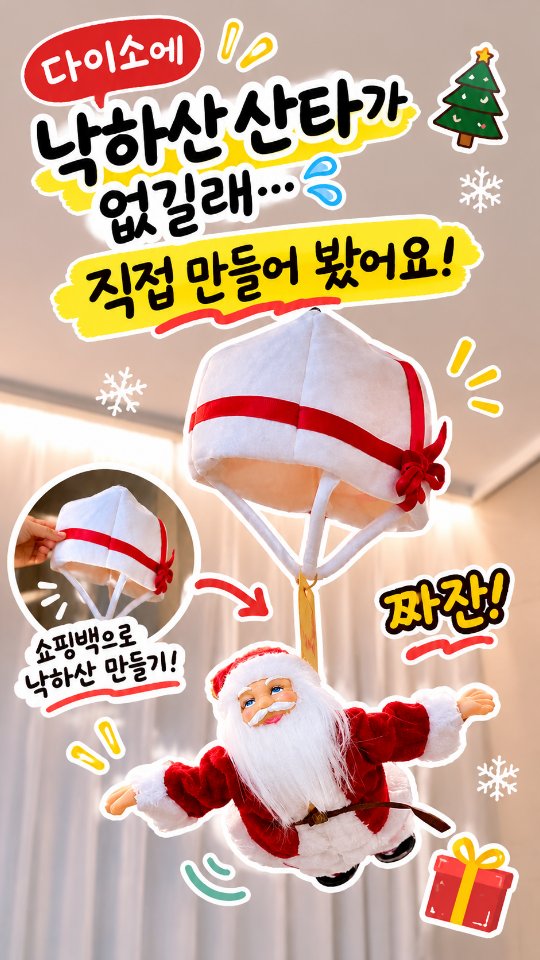 다이소에
낙하산 산타가
없길래...
직접 만들어 봤어요!
쇼핑백으로
낙하산 만들기!
짜잔!